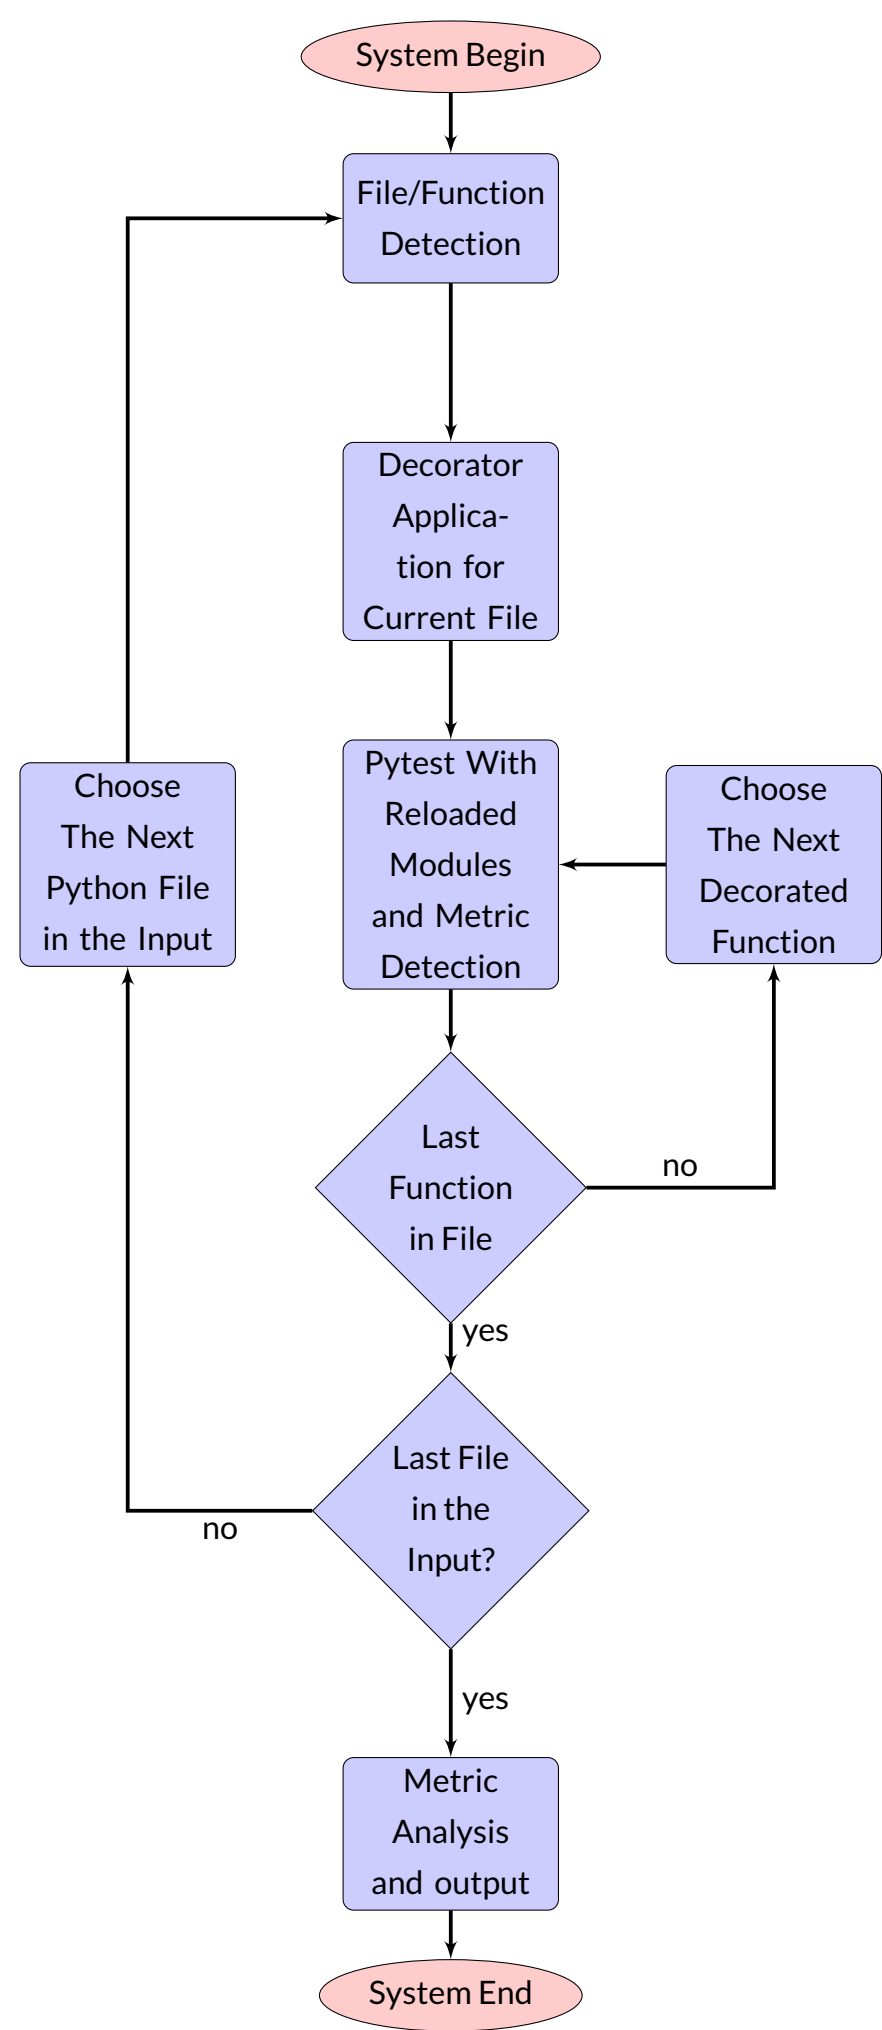 System Begin
File/Function
Detection
Decorator
Applica-
tion for
Current File
Choose
The Next
Python File
in the Input
Pytest With
Reloaded
Modules
and Metric
Detection
Choose
The Next
Decorated
Function
Last
Function
in File
no
yes
Last File
in the
Input?
no
yes
Metric
Analysis
and output
System End